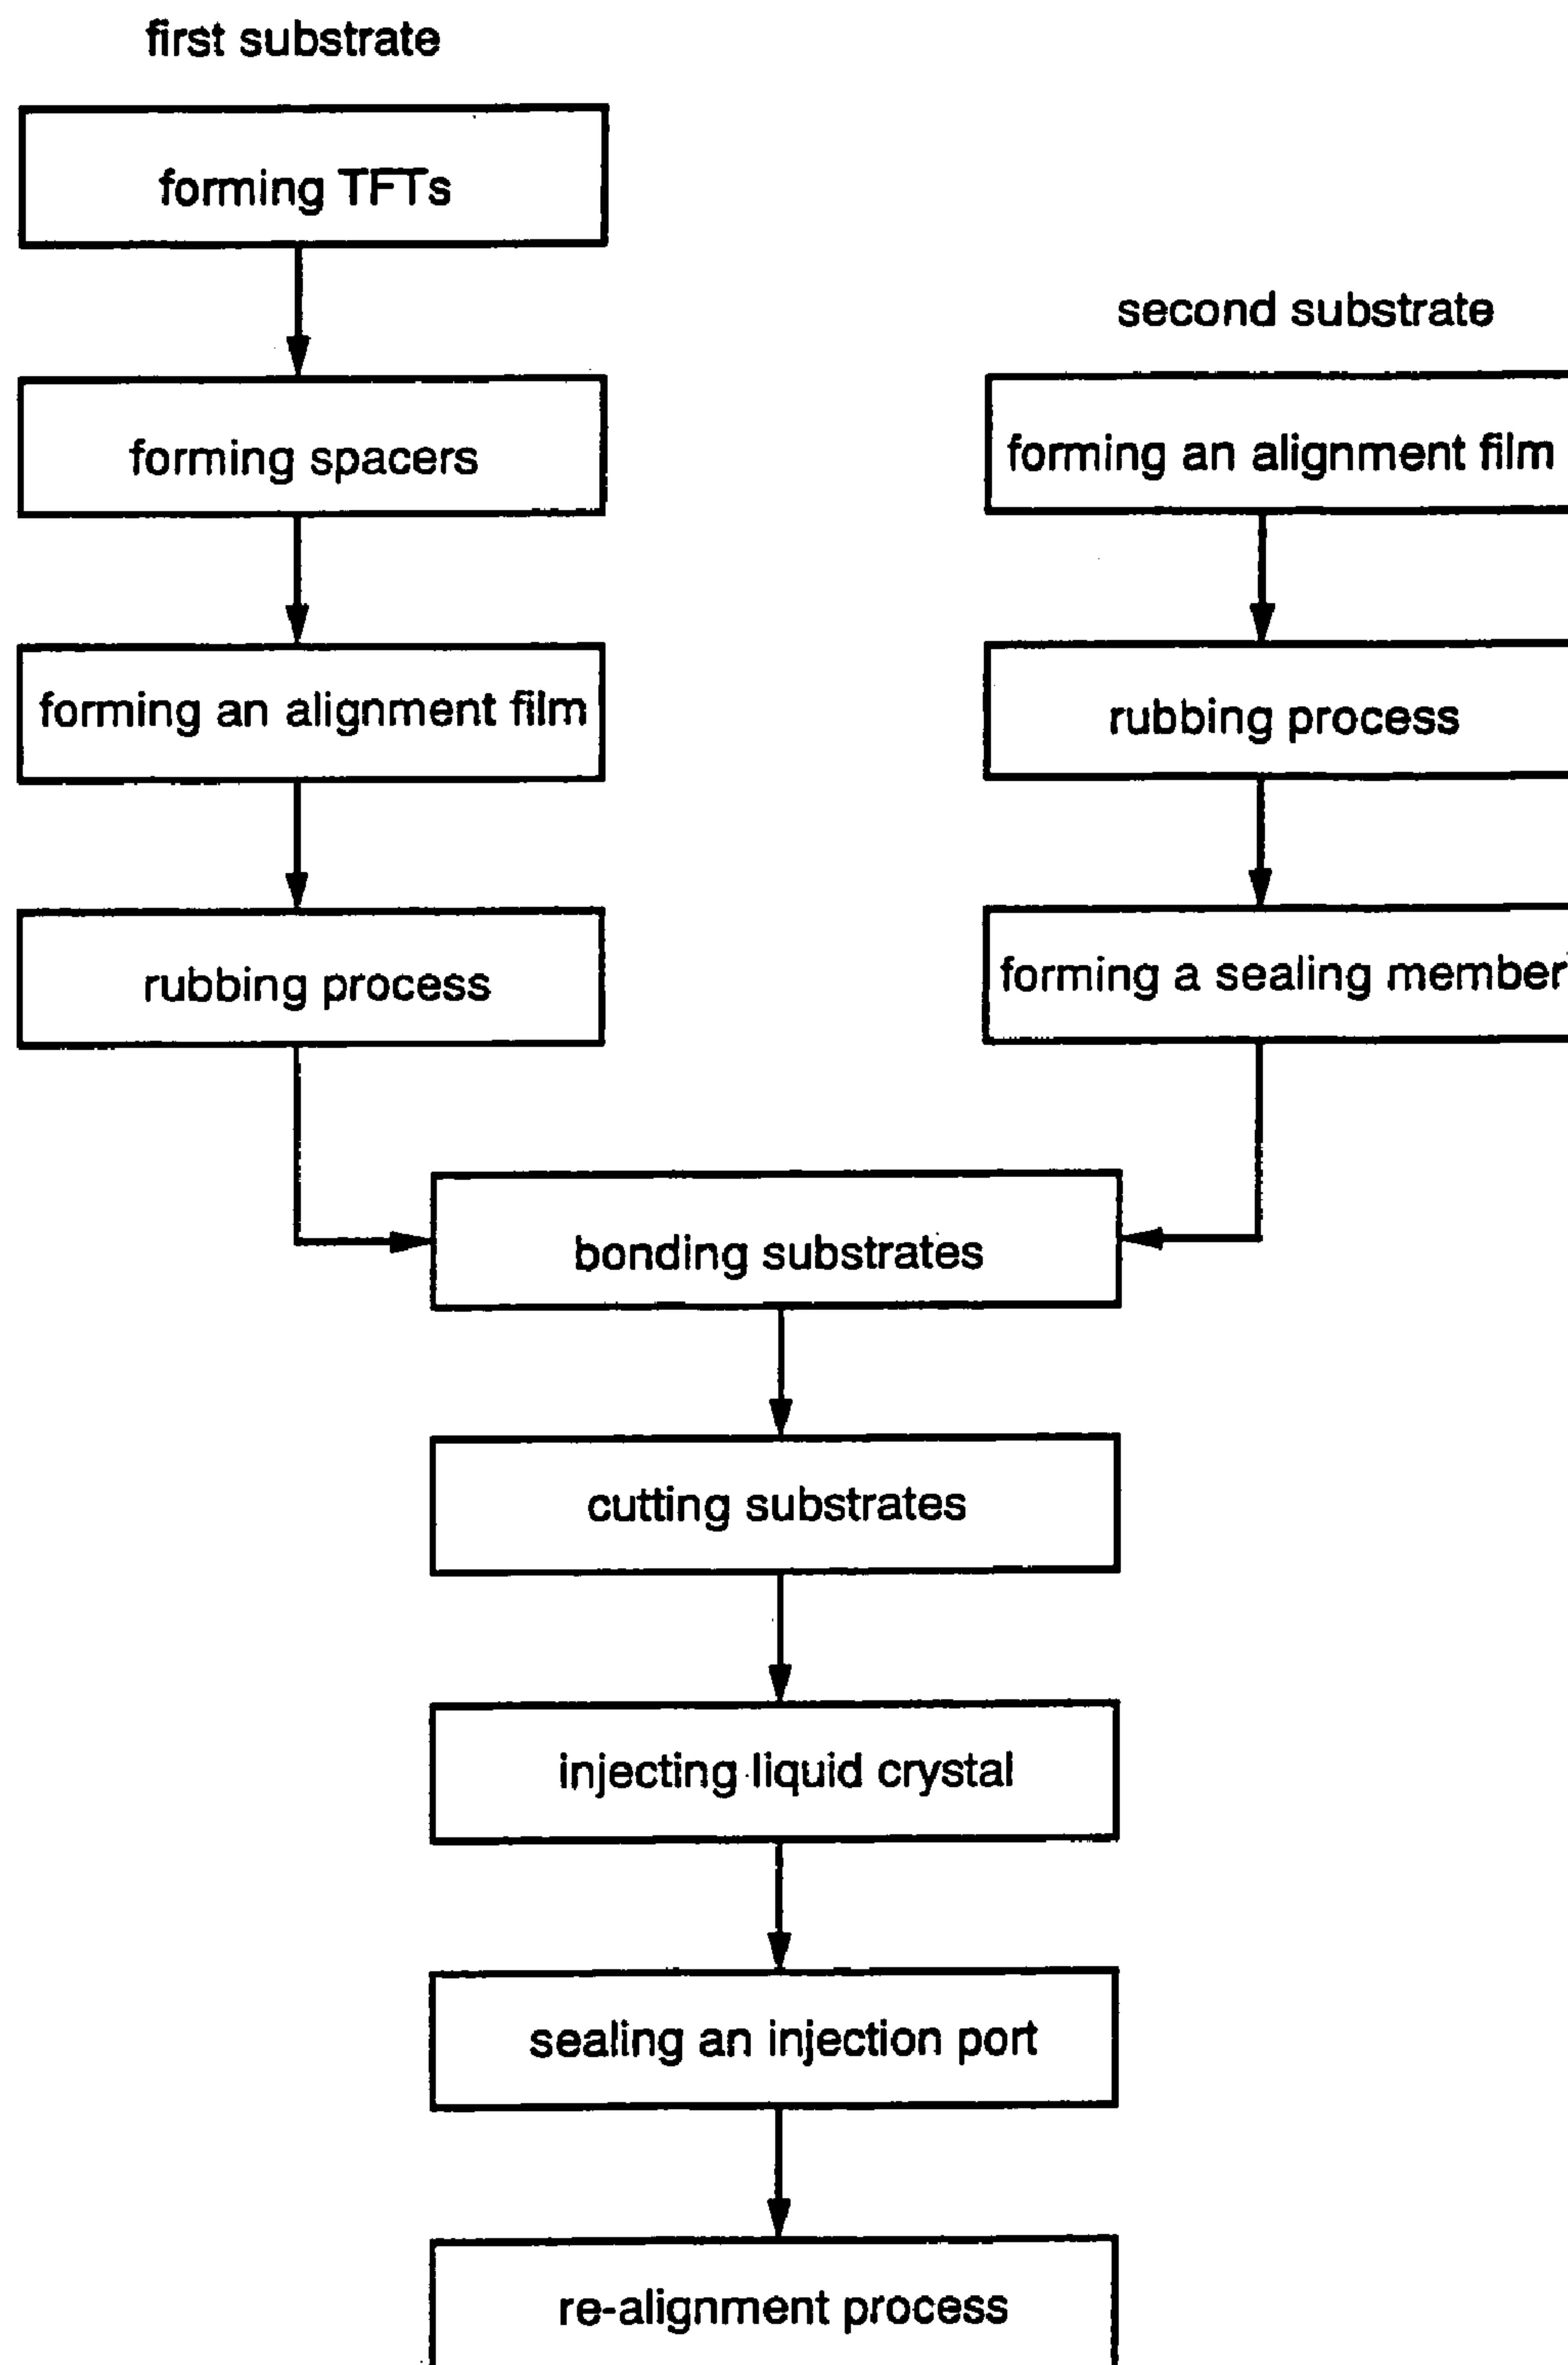 first substrate
forming TFTs
forming spacers
forming an alignment film
rubbing process
second substrate
forming an alignment film
rubbing process
forming a sealing member
bonding substrates
cutting substrates
injecting liquid crystal
sealing an injection port
re-alignment process